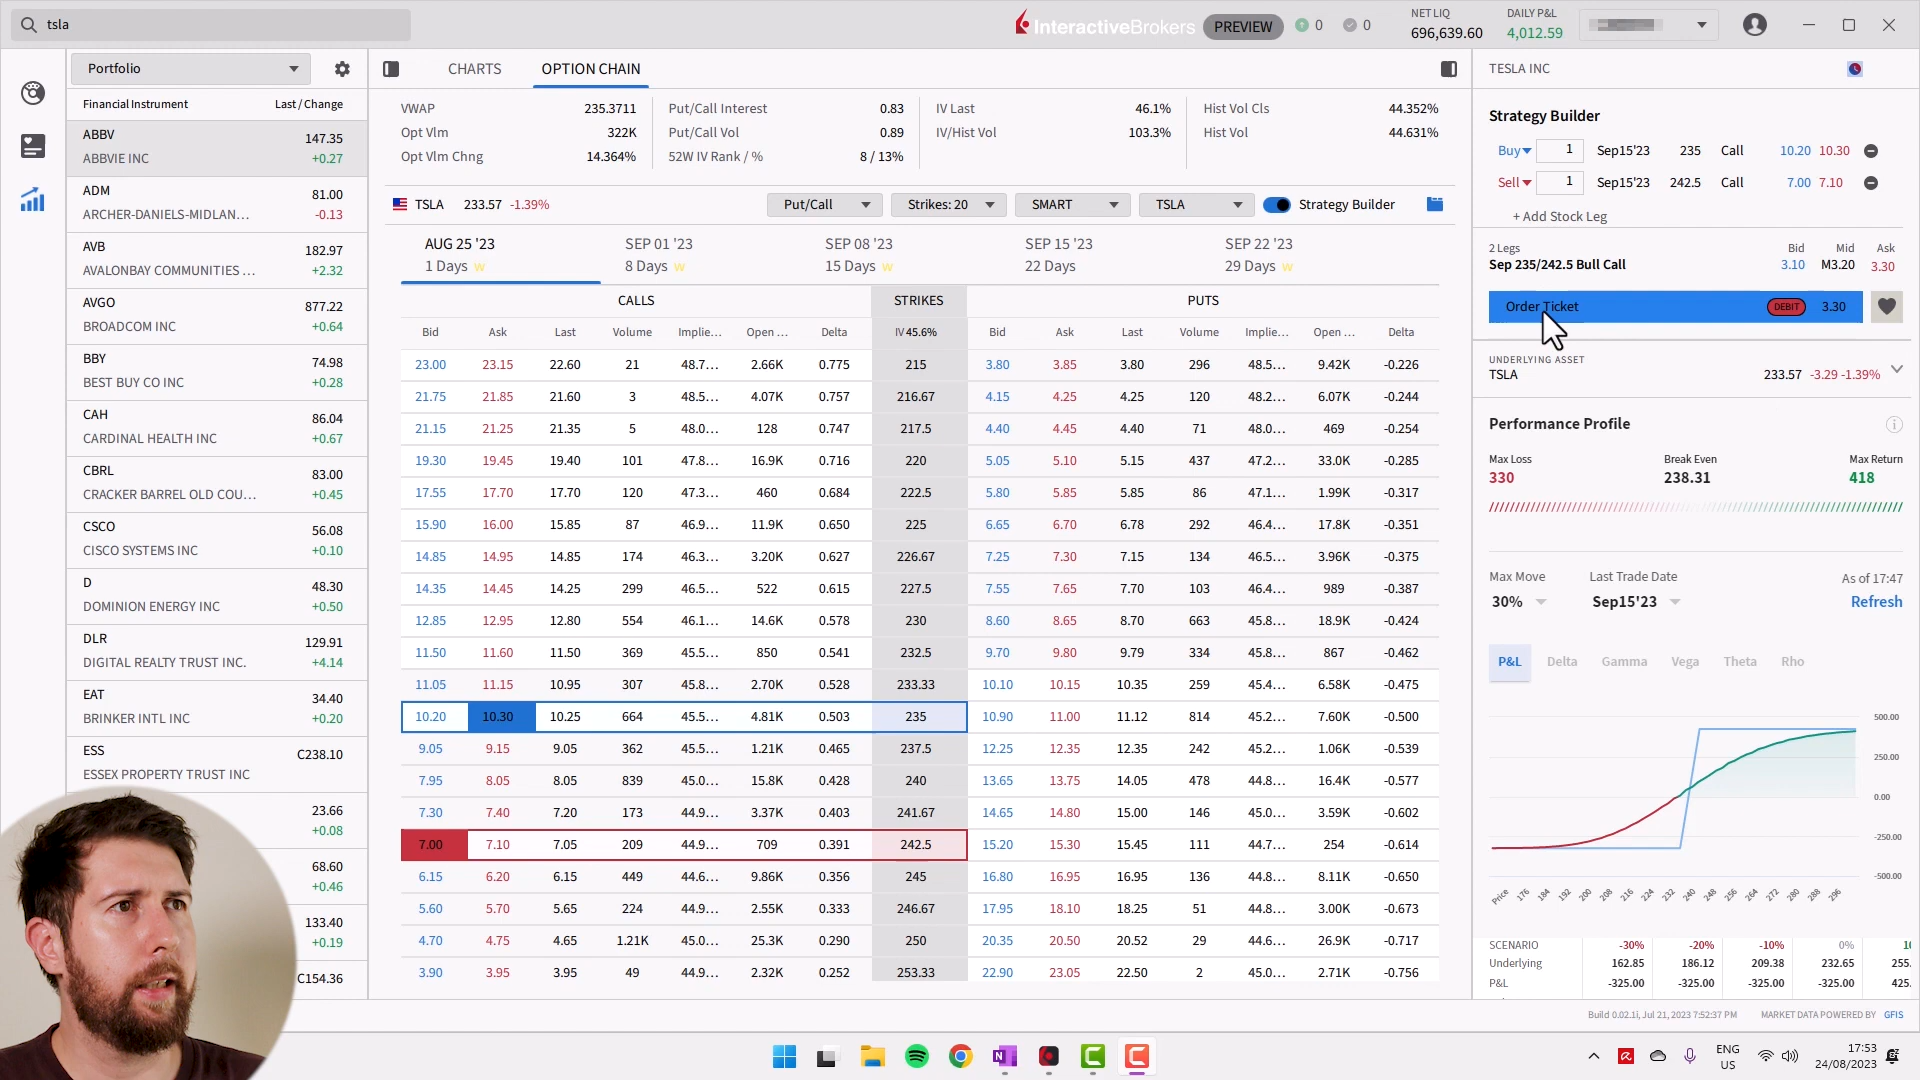 tsla
InteractiveBrokers PREVIEW 0 0
NET LIQ 696,639.60
DAILY P&L 4,012.59
Portfolio
Financial Instrument Last / Change
ABBV 147.35
ABBVIE INC +0.27
ADM 81.00
ARCHER-DANIELS-MIDLAN... -0.13
AVB 182.97
AVALONBAY COMMUNITIES ... +2.32
AVGO 877.22
BROADCOM INC +0.64
BBY 74.98
BEST BUY CO INC +0.28
CAH 86.04
CARDINAL HEALTH INC +0.67
CBRL 83.00
CRACKER BARREL OLD COU... +0.45
CSCO 56.08
CISCO SYSTEMS INC +0.10
D 48.30
DOMINION ENERGY INC +0.50
DLR 129.91
DIGITAL REALTY TRUST INC. +4.14
EAT 34.40
BRINKER INTL INC +0.20
ESS C238.10
ESSEX PROPERTY TRUST INC
23.66
+0.08
68.60
+0.46
133.40
+0.19
C154.36
CHARTS OPTION CHAIN
VWAP 235.3711 Put/Call Interest 0.83 IV Last 46.1% Hist Vol Cls 44.352%
Opt Vlm 322K Put/Call Vol 0.89 IV/Hist Vol 103.3% Hist Vol 44.631%
Opt Vlm Chng 14.364% 52W IV Rank / % 8 / 13%
TSLA 233.57 -1.39% Put/Call Strikes: 20 SMART TSLA Strategy Builder
AUG 25 '23 SEP 01 '23 SEP 08 '23 SEP 15 '23 SEP 22 '23
1 Days W 8 Days W 15 Days W 22 Days 29 Days W
CALLS STRIKES PUTS
Bid Ask Last Volume Implie... Open ... Delta IV 45.6% Bid Ask Last Volume Implie... Open ... Delta
23.00 23.15 22.60 21 48.7... 2.66K 0.775 215 3.80 3.85 3.80 296 48.5... 9.42K -0.226
21.75 21.85 21.60 3 48.5... 4.07K 0.757 216.67 4.15 4.25 4.25 120 48.2... 6.07K -0.244
21.15 21.25 21.35 5 48.0... 128 0.747 217.5 4.40 4.45 4.40 71 48.0... 469 -0.254
19.30 19.45 19.40 101 47.8... 16.9K 0.716 220 5.05 5.10 5.15 437 47.2... 33.0K -0.285
17.55 17.70 17.70 120 47.3... 460 0.684 222.5 5.80 5.85 5.85 86 47.1... 1.99K -0.317
15.90 16.00 15.85 87 46.9... 11.9K 0.650 225 6.65 6.70 6.78 292 46.4... 17.8K -0.351
14.85 14.95 14.85 174 46.3... 3.20K 0.627 226.67 7.25 7.30 7.15 134 46.5... 3.96K -0.375
14.35 14.45 14.25 299 46.5... 522 0.615 227.5 7.55 7.65 7.70 103 46.4... 989 -0.387
12.85 12.95 12.80 554 46.1... 14.6K 0.578 230 8.60 8.65 8.70 663 45.8... 18.9K -0.424
11.50 11.60 11.50 369 45.5... 850 0.541 232.5 9.70 9.80 9.79 334 45.8... 867 -0.462
11.05 11.15 10.95 307 45.8... 2.70K 0.528 233.33 10.10 10.15 10.35 259 45.4... 6.58K -0.475
10.20 10.30 10.25 664 45.5... 4.81K 0.503 235 10.90 11.00 11.12 814 45.2... 7.60K -0.500
9.05 9.15 9.05 362 45.5... 1.21K 0.465 237.5 12.25 12.35 12.35 242 45.2... 1.06K -0.539
7.95 8.05 8.05 839 45.0... 15.8K 0.428 240 13.65 13.75 14.05 478 44.8... 16.4K -0.577
7.30 7.40 7.20 173 44.9... 3.37K 0.403 241.67 14.65 14.80 15.00 146 45.0... 3.59K -0.602
7.00 7.10 7.05 209 44.9... 709 0.391 242.5 15.20 15.30 15.45 111 44.7... 254 -0.614
6.15 6.20 6.15 449 44.6... 9.86K 0.356 245 16.80 16.95 16.95 136 44.8... 8.11K -0.650
5.60 5.70 5.65 224 44.9... 2.55K 0.333 246.67 17.95 18.10 18.25 51 44.8... 3.00K -0.673
4.70 4.75 4.65 1.21K 45.0... 25.3K 0.290 250 20.35 20.50 20.52 29 44.6... 26.9K -0.717
3.90 3.95 3.95 49 44.9... 2.32K 0.252 253.33 22.90 23.05 22.50 2 45.0... 2.71K -0.756
TESLA INC
Strategy Builder
Buy 1 Sep15'23 235 Call 10.20 10.30
Sell 1 Sep15'23 242.5 Call 7.00 7.10
+ Add Stock Leg
2 Legs Bid Mid Ask
Sep 235/242.5 Bull Call 3.10 M3.20 3.30
Order Ticket DEBIT 3.30
UNDERLYING ASSET
TSLA 233.57 -3.29 -1.39%
Performance Profile
Max Loss Break Even Max Return
330 238.31 418
Max Move Last Trade Date As of 17:47
30% Sep15'23 Refresh
P&L Delta Gamma Vega Theta Rho
500.00
250.00
0.00
-250.00
-500.00
Price 176 184 192 200 208 216 224 232 240 248 256 264 272 280 288 296
SCENARIO -30% -20% -10% 0%
Underlying 162.85 186.12 209.38 232.65 255.
P&L -325.00 -325.00 -325.00 -325.00 425.
Build 0.02.1i, Jul 21, 2023 7:52:37 PM MARKET DATA POWERED BY GFIS
ENG
US
17:53
24/08/2023